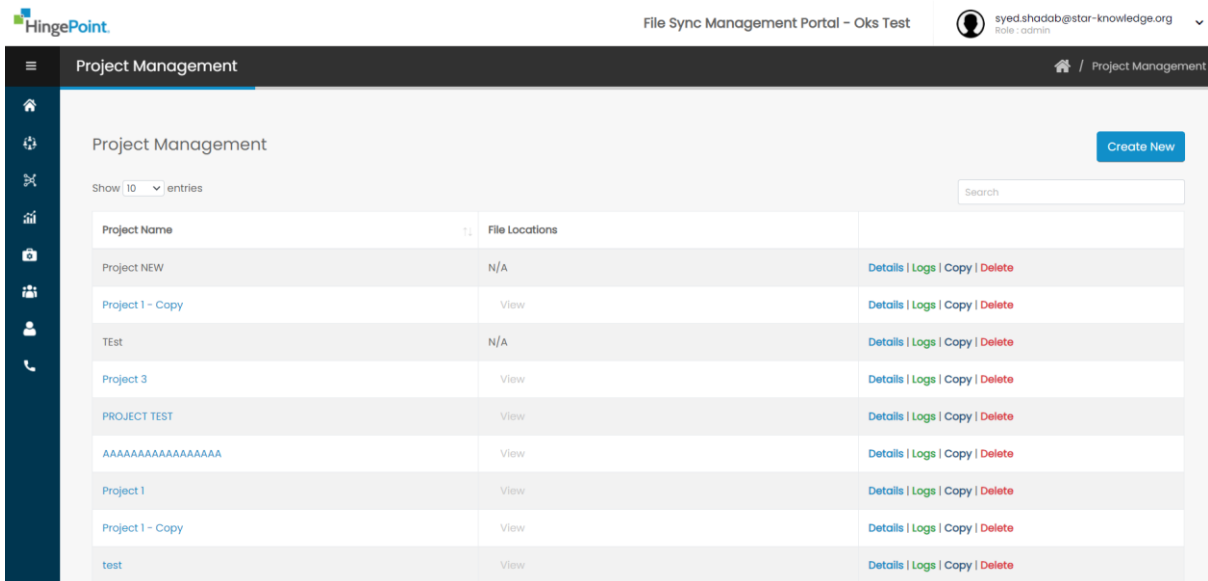 HingePoint.
File Sync Management Portal - Oks Test
syed.shadab@star-knowledge.org
Role : admin
Project Management
/ Project Management
Project Management
Create New
Show 10 entries
Search
Project Name File Locations
Project NEW N/A Details | Logs | Copy | Delete
Project 1 - Copy View Details | Logs | Copy | Delete
TEst N/A Details | Logs | Copy | Delete
Project 3 View Details | Logs | Copy | Delete
PROJECT TEST View Details | Logs | Copy | Delete
AAAAAAAAAAAAAAAAA View Details | Logs | Copy | Delete
Project 1 View Details | Logs | Copy | Delete
Project 1 - Copy View Details | Logs | Copy | Delete
test View Details | Logs | Copy | Delete